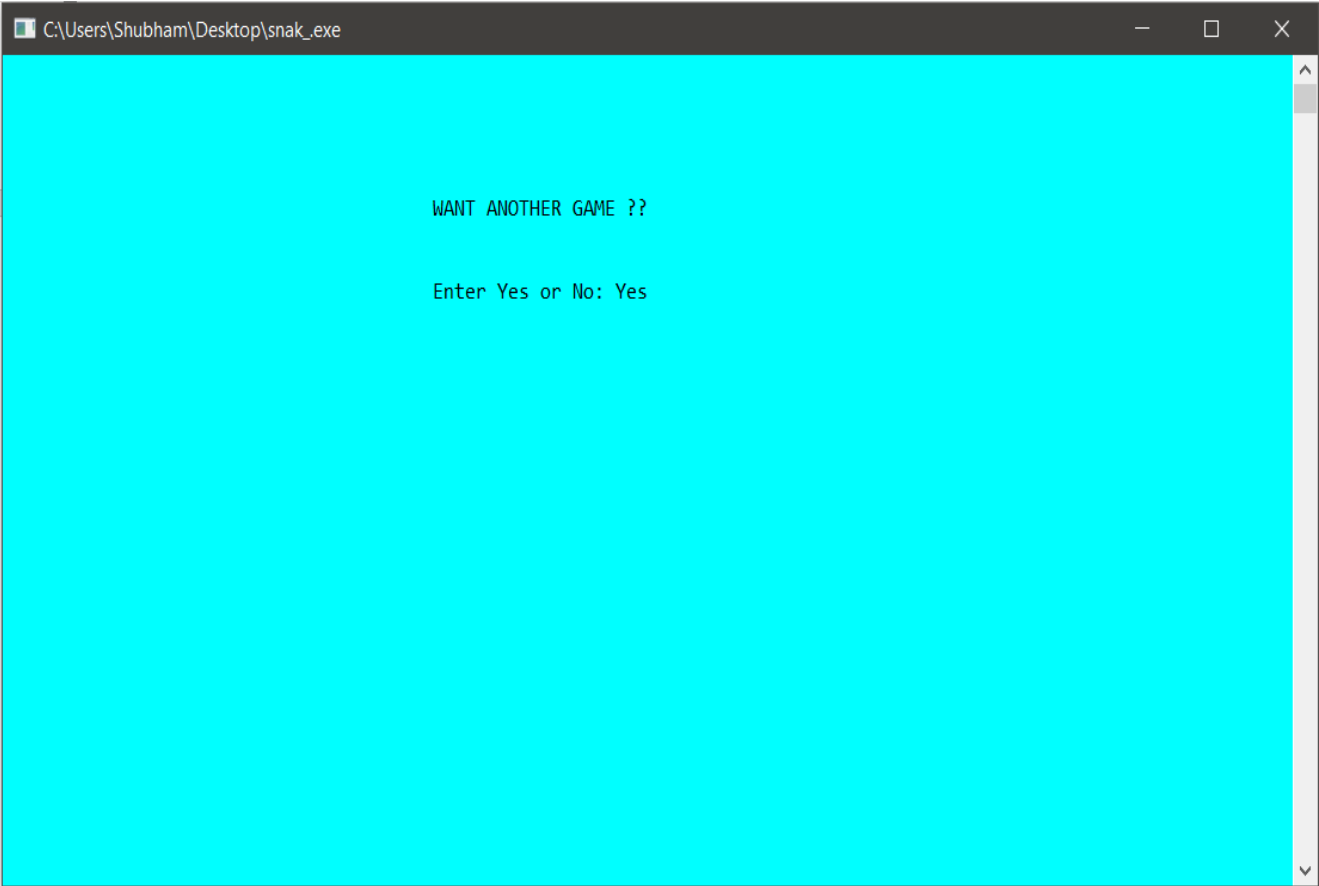 C:\Users\Shubham\Desktop\snak_.exe
WANT ANOTHER GAME ??
Enter Yes or No: Yes